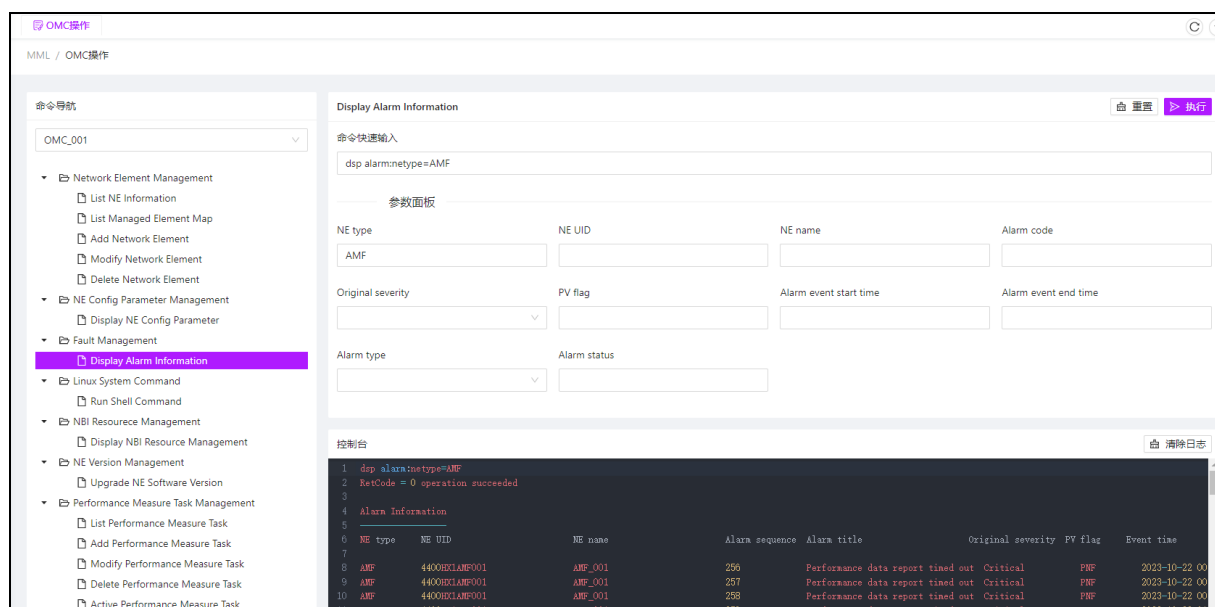 OMC操作
MML / OMC操作
命令导航
OMC_001
Network Element Management
List NE Information
List Managed Element Map
Add Network Element
Modify Network Element
Delete Network Element
NE Config Parameter Management
Display NE Config Parameter
Fault Management
Display Alarm Information
Linux System Command
Run Shell Command
NBI Resourece Management
Display NBI Resource Management
NE Version Management
Upgrade NE Software Version
Performance Measure Task Management
List Performance Measure Task
Add Performance Measure Task
Modify Performance Measure Task
Delete Performance Measure Task
Active Performance Measure Task
Display Alarm Information
重置
执行
命令快速输入
dsp alarm:netype=AMF
参数面板
NE type NE UID NE name Alarm code
AMF
Original severity PV flag Alarm event start time Alarm event end time
Alarm type Alarm status
控制台
清除日志
1 dsp alarm:netype=AMF
2 RetCode = 0 operation succeeded
3
4 Alarm Information
5 ----------------
6 NE type NE UID NE name Alarm sequence Alarm title Original severity PV flag Event time
7
8 AMF 4400HX1AMF001 AMF_001 256 Performance data report timed out Critical PNF 2023-10-22 00
9 AMF 4400HX1AMF001 AMF_001 257 Performance data report timed out Critical PNF 2023-10-22 00
10 AMF 4400HX1AMF001 AMF_001 258 Performance data report timed out Critical PNF 2023-10-22 00